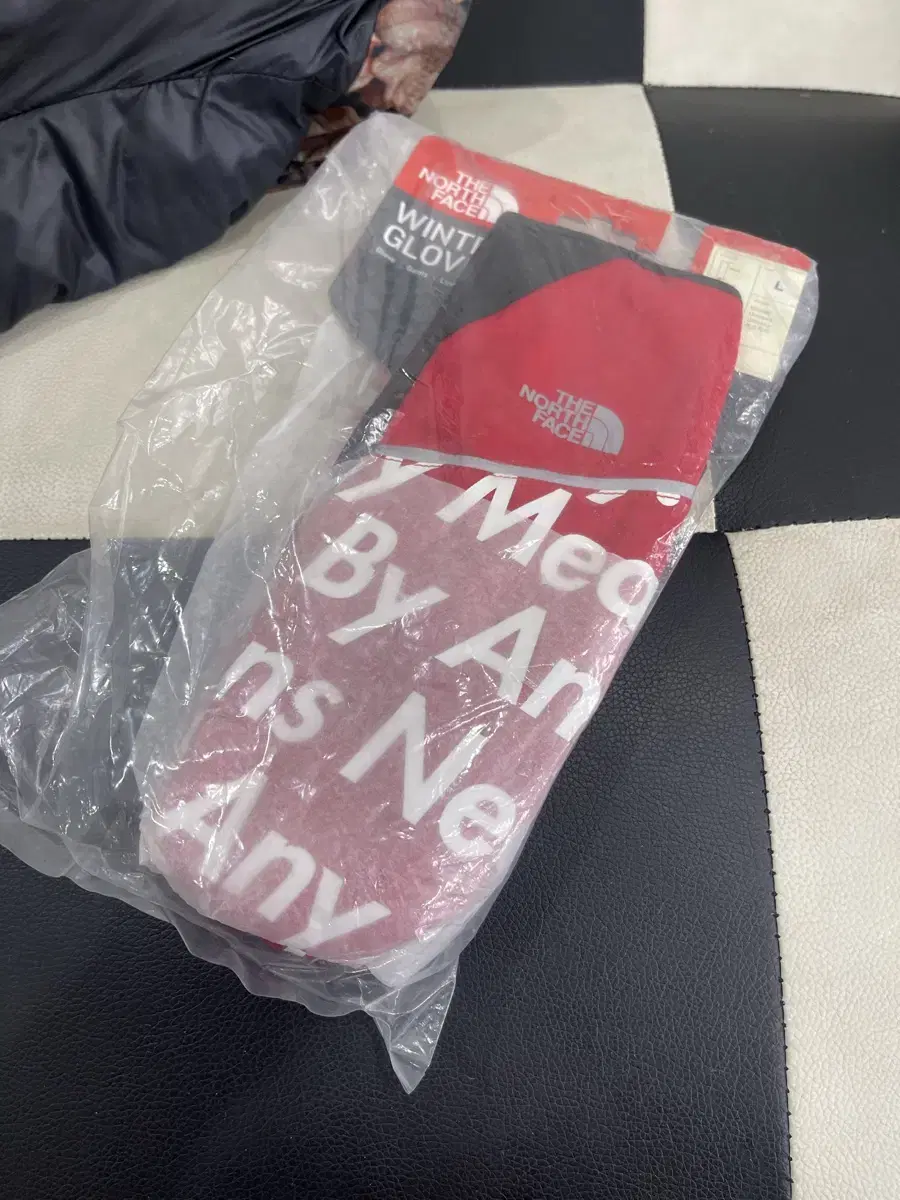 THE
NORTH
FACE
WINT
GLOV
L
THE
NORTH
FACE
y Mea
By An
ns Ne
Any